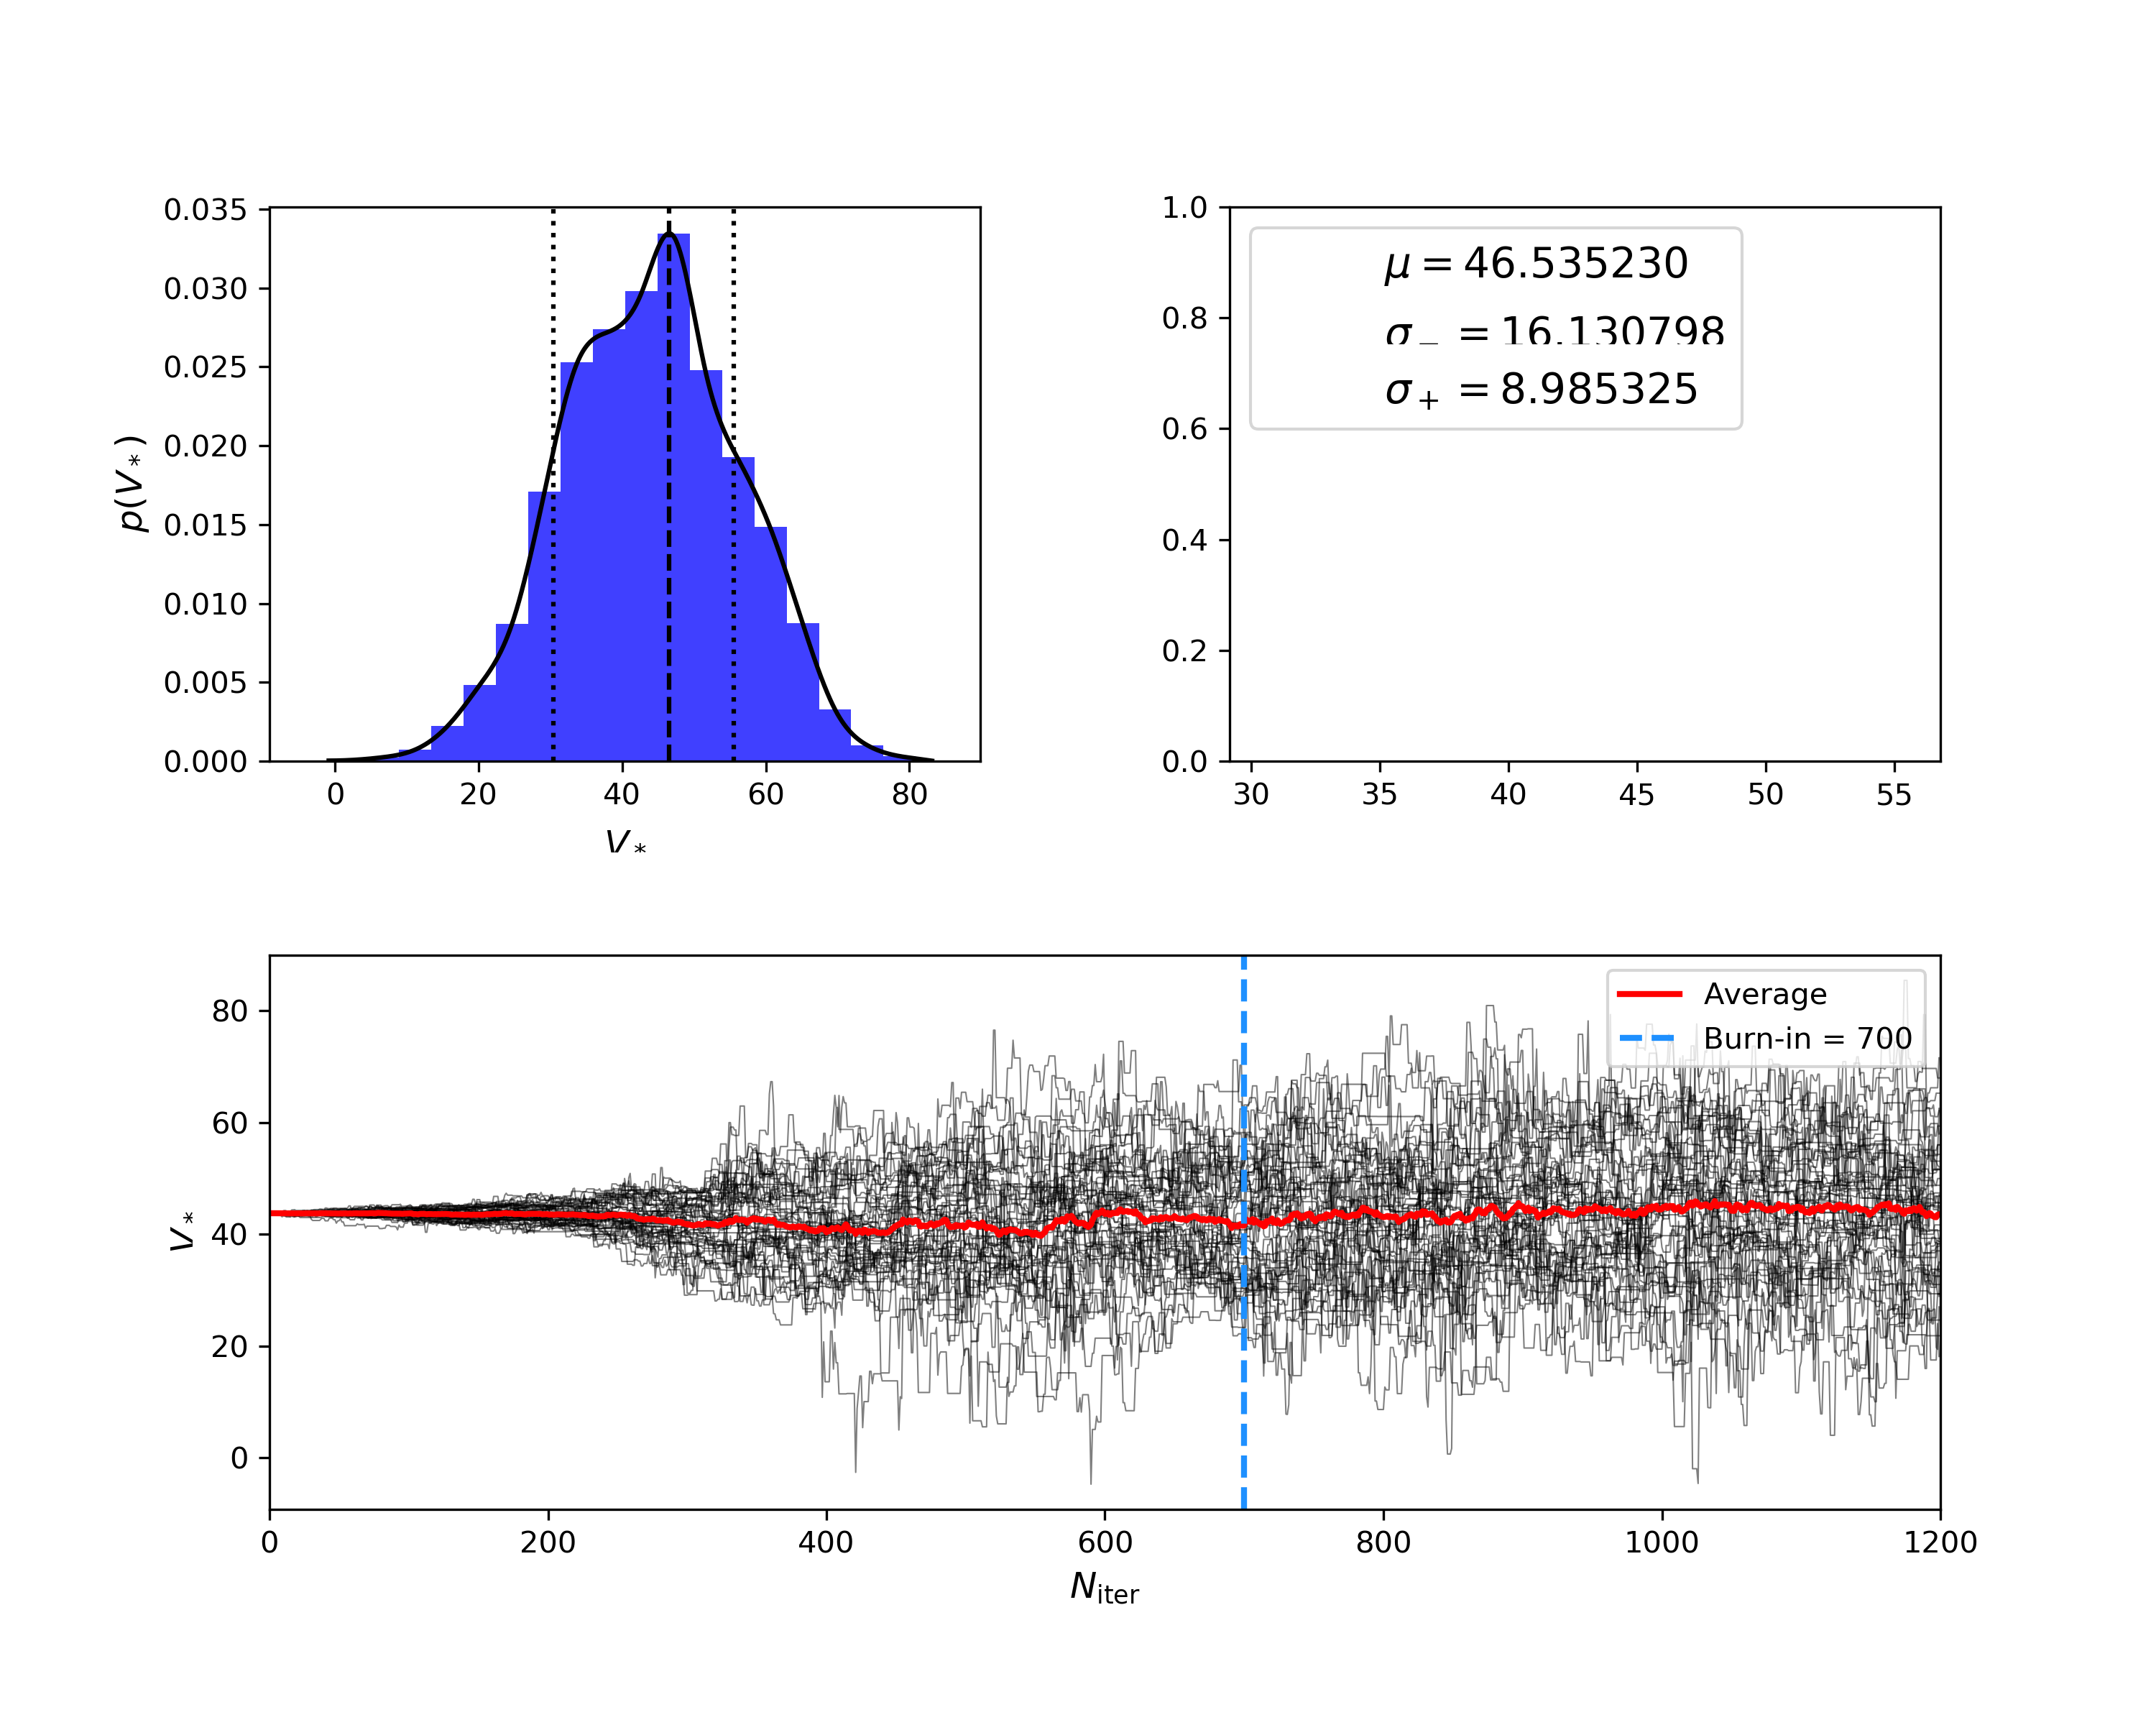 0.035
0.030
0.025
0.020
0.015
0.010
0.005
0.000
p(V*)
0 20 40 60 80
V*
1.0
0.8
0.6
0.4
0.2
0.0
μ = 46.535230
σ− = 16.130798
σ+ = 8.985325
30 35 40 45 50 55
80
60
40
20
0
V*
Average
Burn-in = 700
0 200 400 600 800 1000 1200
Niter